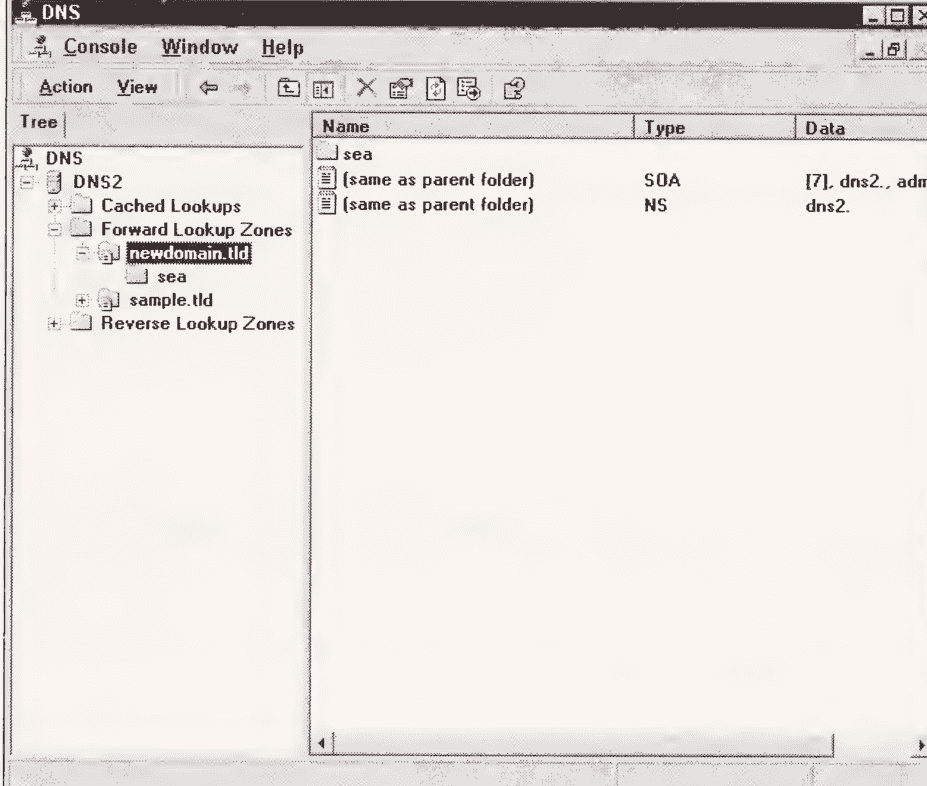 DNS
Console Window Help
Action View
Tree
DNS
DNS2
Cached Lookups
Forward Lookup Zones
newdomain.tld
sea
sample.tld
Reverse Lookup Zones
Name Type Data
sea
(same as parent folder) SOA [7], dns2., adm
(same as parent folder) NS dns2.